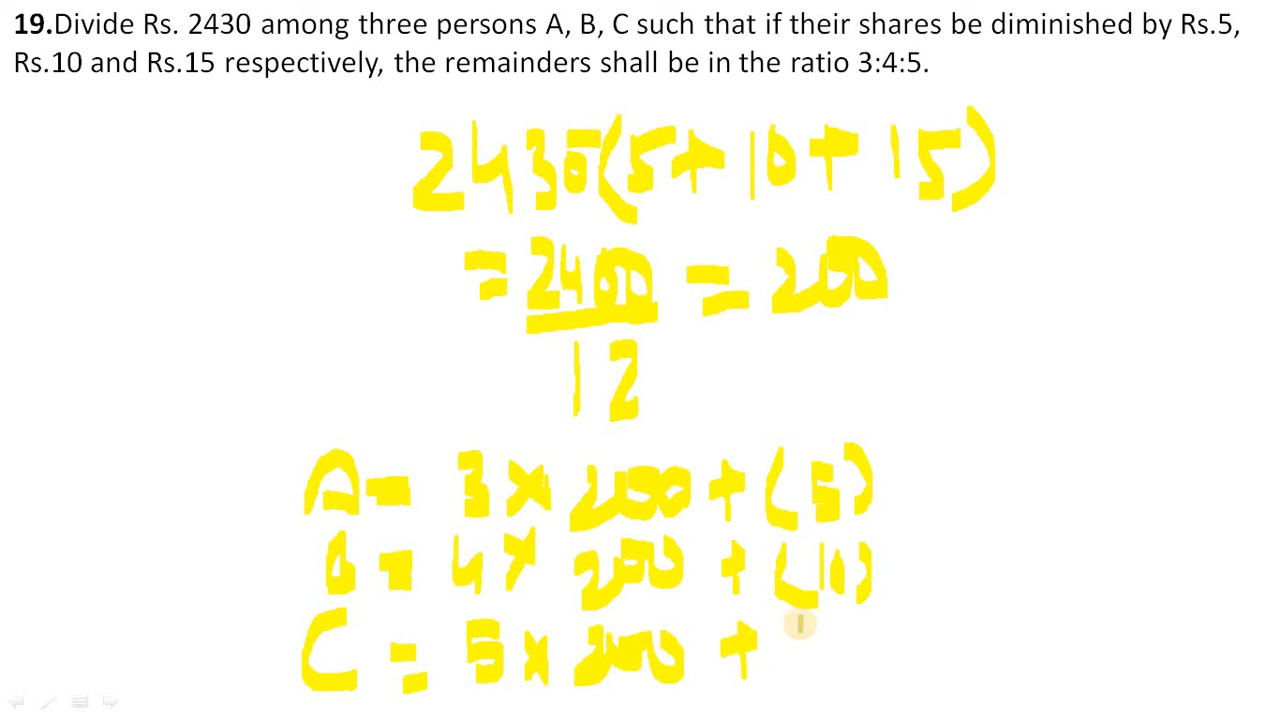 19.Divide Rs. 2430 among three persons A, B, C such that if their shares be diminished by Rs.5,
Rs.10 and Rs.15 respectively, the remainders shall be in the ratio 3:4:5.
2430(5+10+15)
= 2400 = 200
12
A= 3 × 200 + (5)
B = 4× 200 + (10)
C = 5 × 200 +